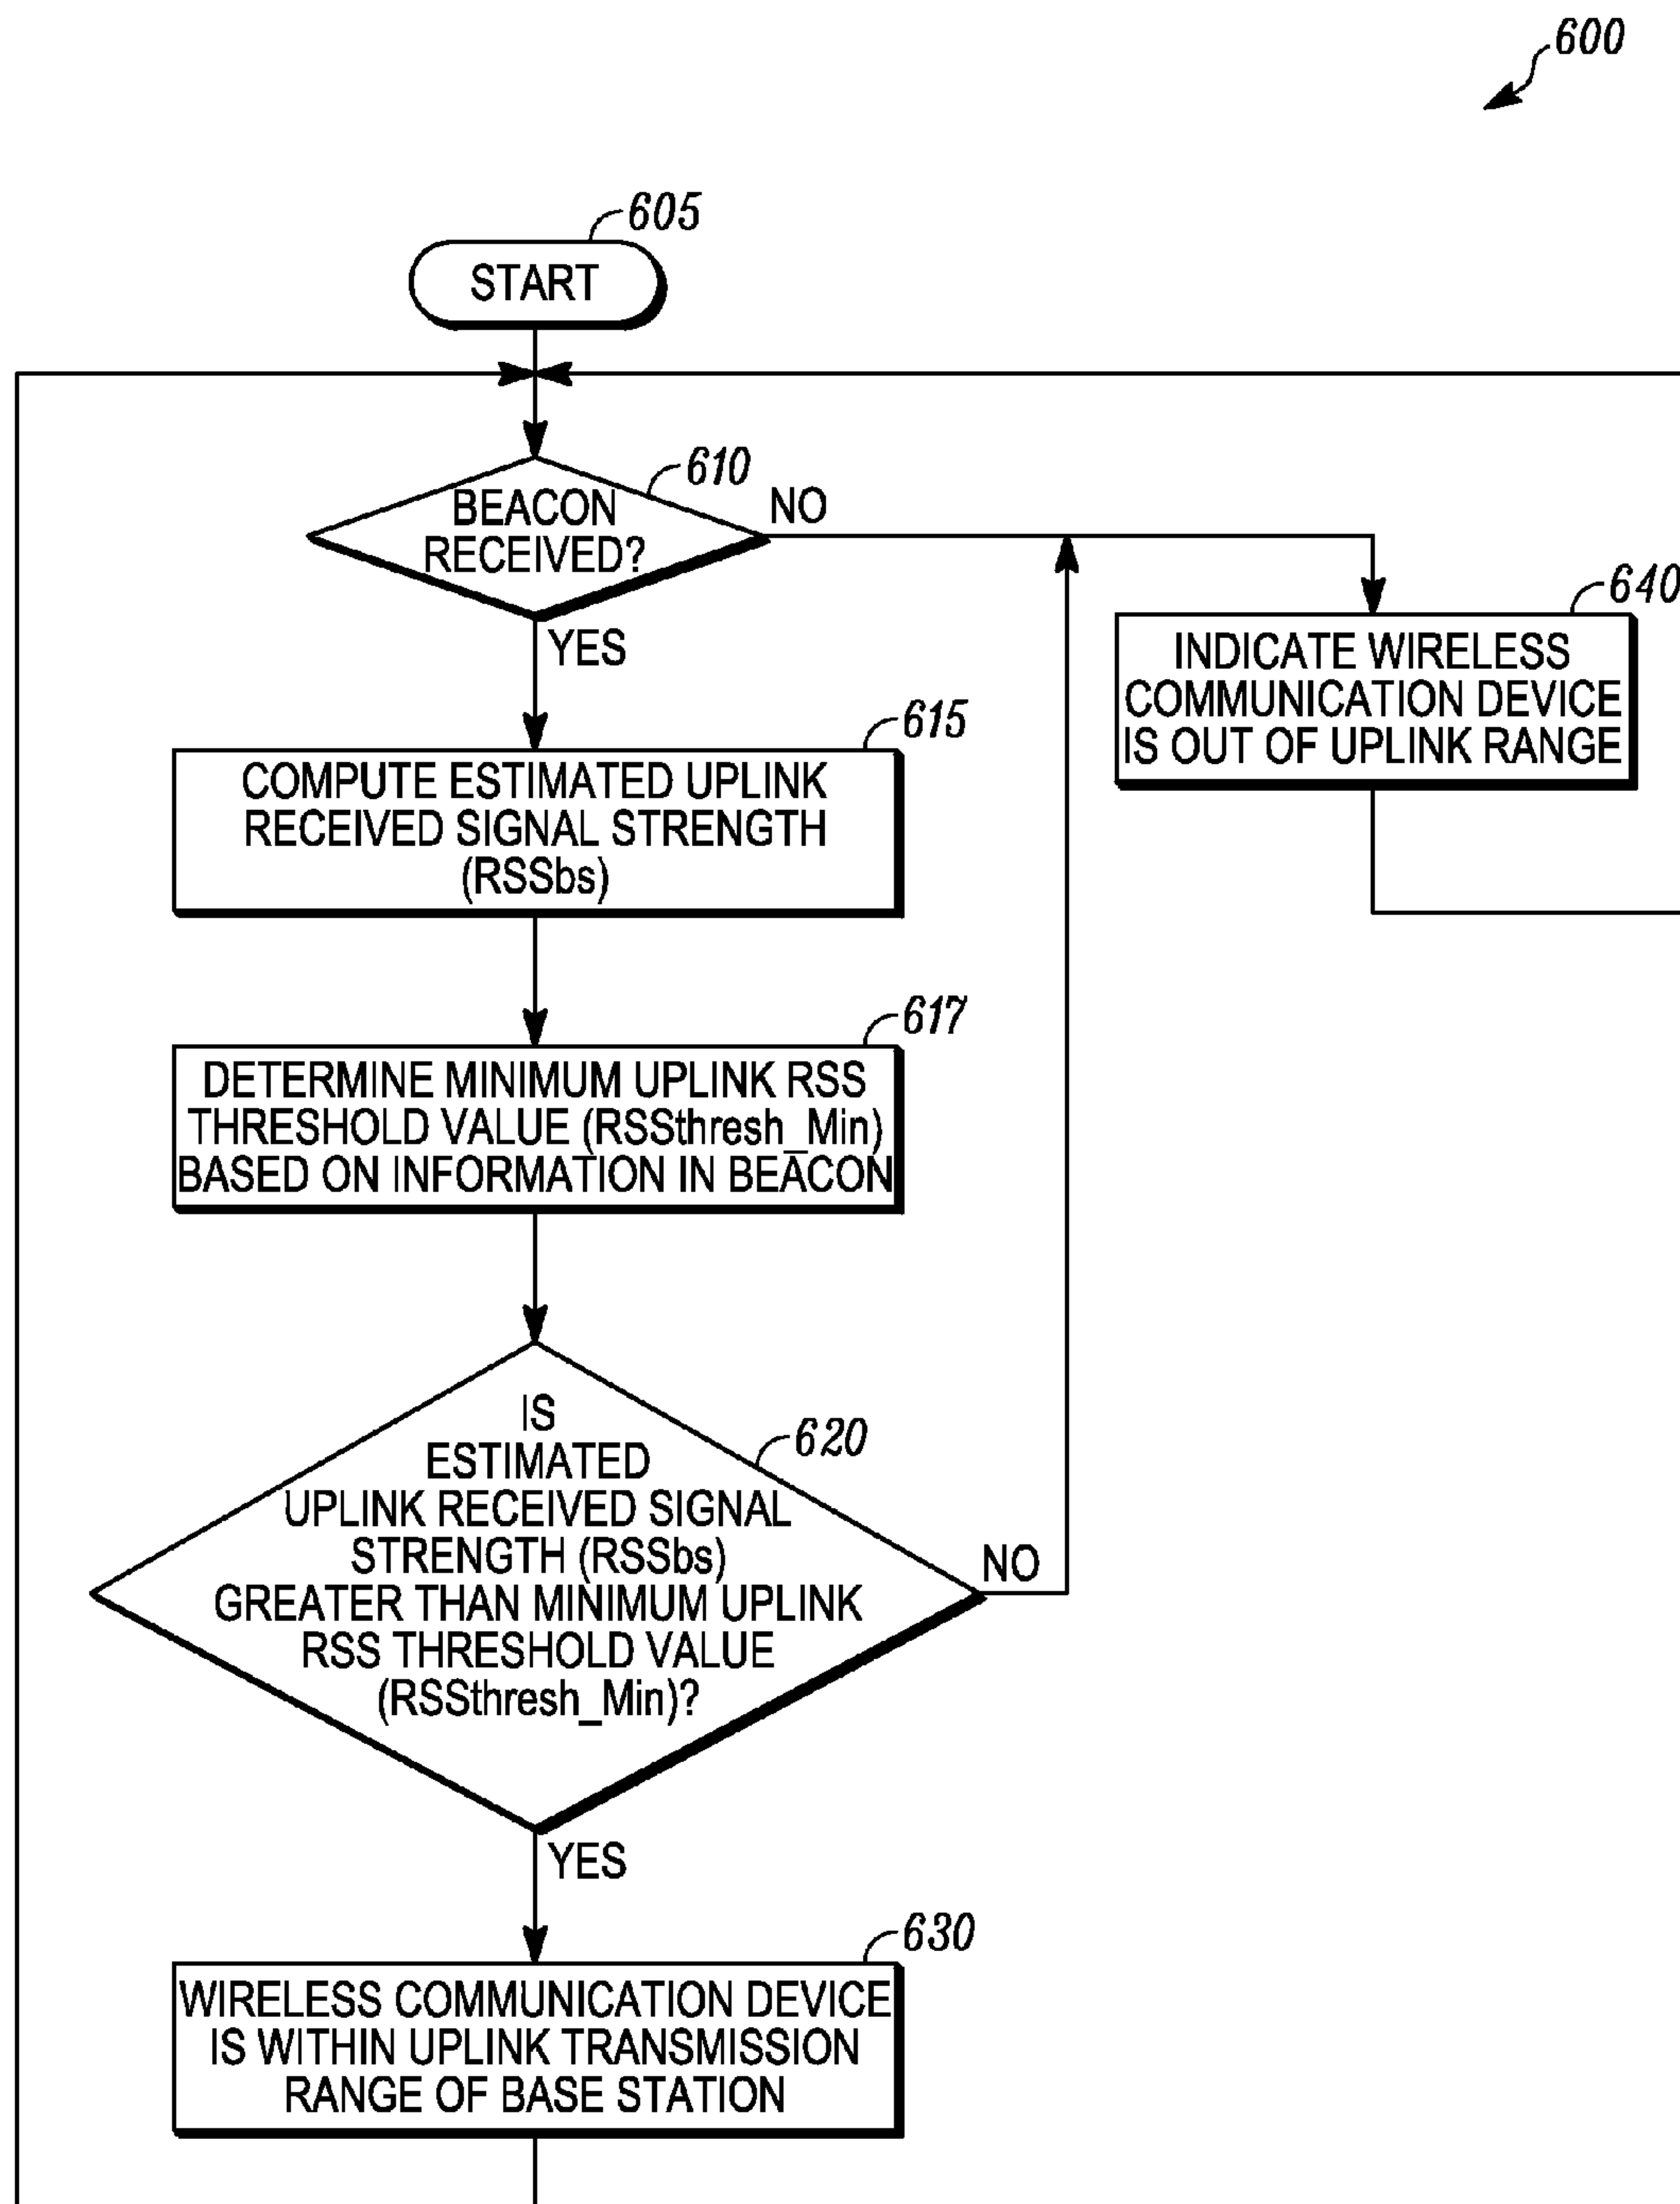 600
605
START
610
BEACON
RECEIVED?
NO
YES
640
INDICATE WIRELESS
COMMUNICATION DEVICE
IS OUT OF UPLINK RANGE
615
COMPUTE ESTIMATED UPLINK
RECEIVED SIGNAL STRENGTH
(RSSbs)
617
DETERMINE MINIMUM UPLINK RSS
THRESHOLD VALUE (RSSthresh_Min)
BASED ON INFORMATION IN BEACON
620
IS
ESTIMATED
UPLINK RECEIVED SIGNAL
STRENGTH (RSSbs)
GREATER THAN MINIMUM UPLINK
RSS THRESHOLD VALUE
(RSSthresh_Min)?
NO
YES
630
WIRELESS COMMUNICATION DEVICE
IS WITHIN UPLINK TRANSMISSION
RANGE OF BASE STATION